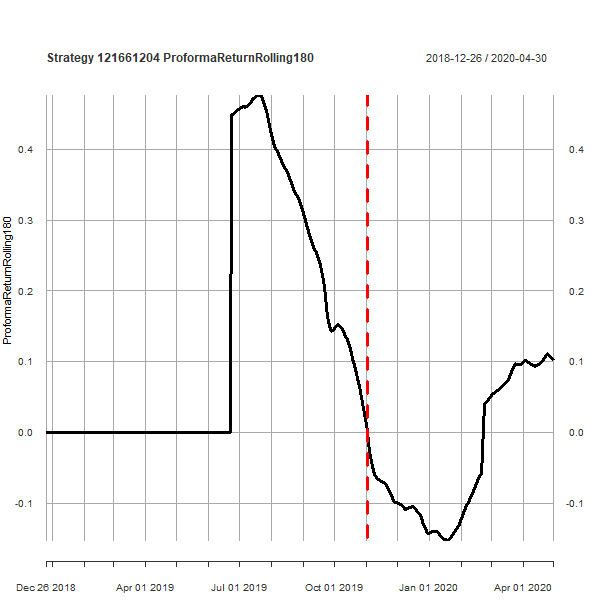 Strategy 121661204 ProformaReturnRolling180
2018-12-26 / 2020-04-30
ProformaReturnRolling180
0.4
0.3
0.2
0.1
0.0
-0.1
0.4
0.3
0.2
0.1
0.0
-0.1
Dec 26 2018
Apr 01 2019
Jul 01 2019
Oct 01 2019
Jan 01 2020
Apr 01 2020